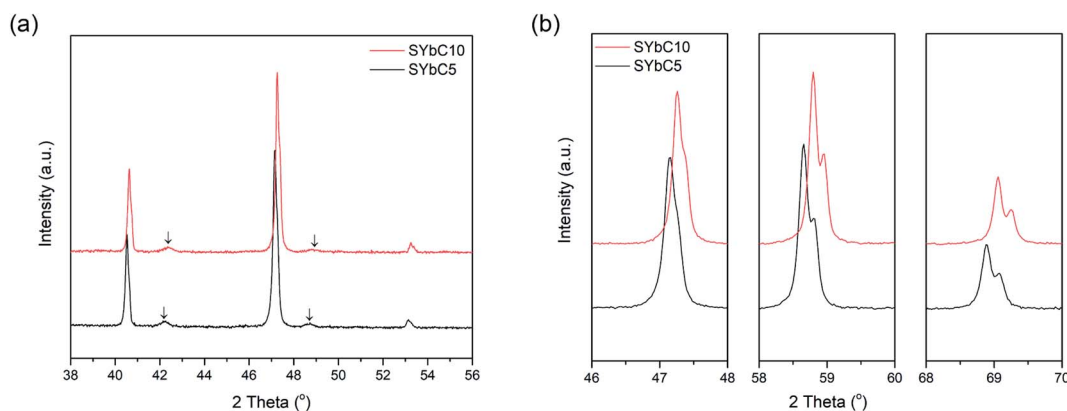 (a)
SYbC10
SYbC5
Intensity (a.u.)
38 40 42 44 46 48 50 52 54 56
2 Theta (°)
(b)
SYbC10
SYbC5
Intensity (a.u.)
46 47 48 58 59 60 68 69 70
2 Theta (°)